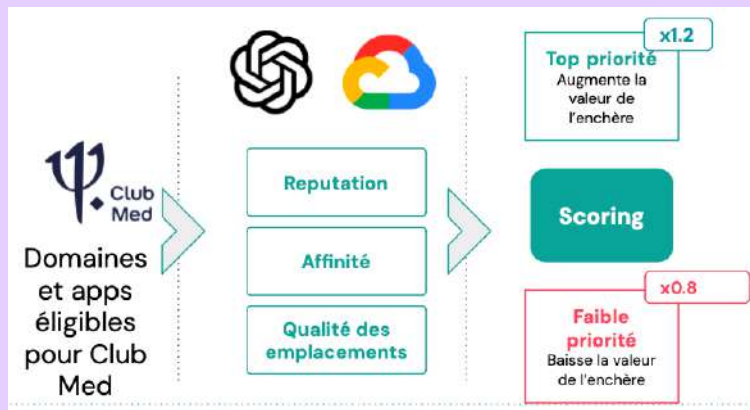 Club
Med
Domaines
et apps
éligibles
pour Club
Med
Reputation
Affinité
Qualité des
emplacements
x1.2
Top priorité
Augmente la
valeur de
l'enchère
Scoring
x0.8
Faible
priorité
Baisse la valeur
de l'enchère